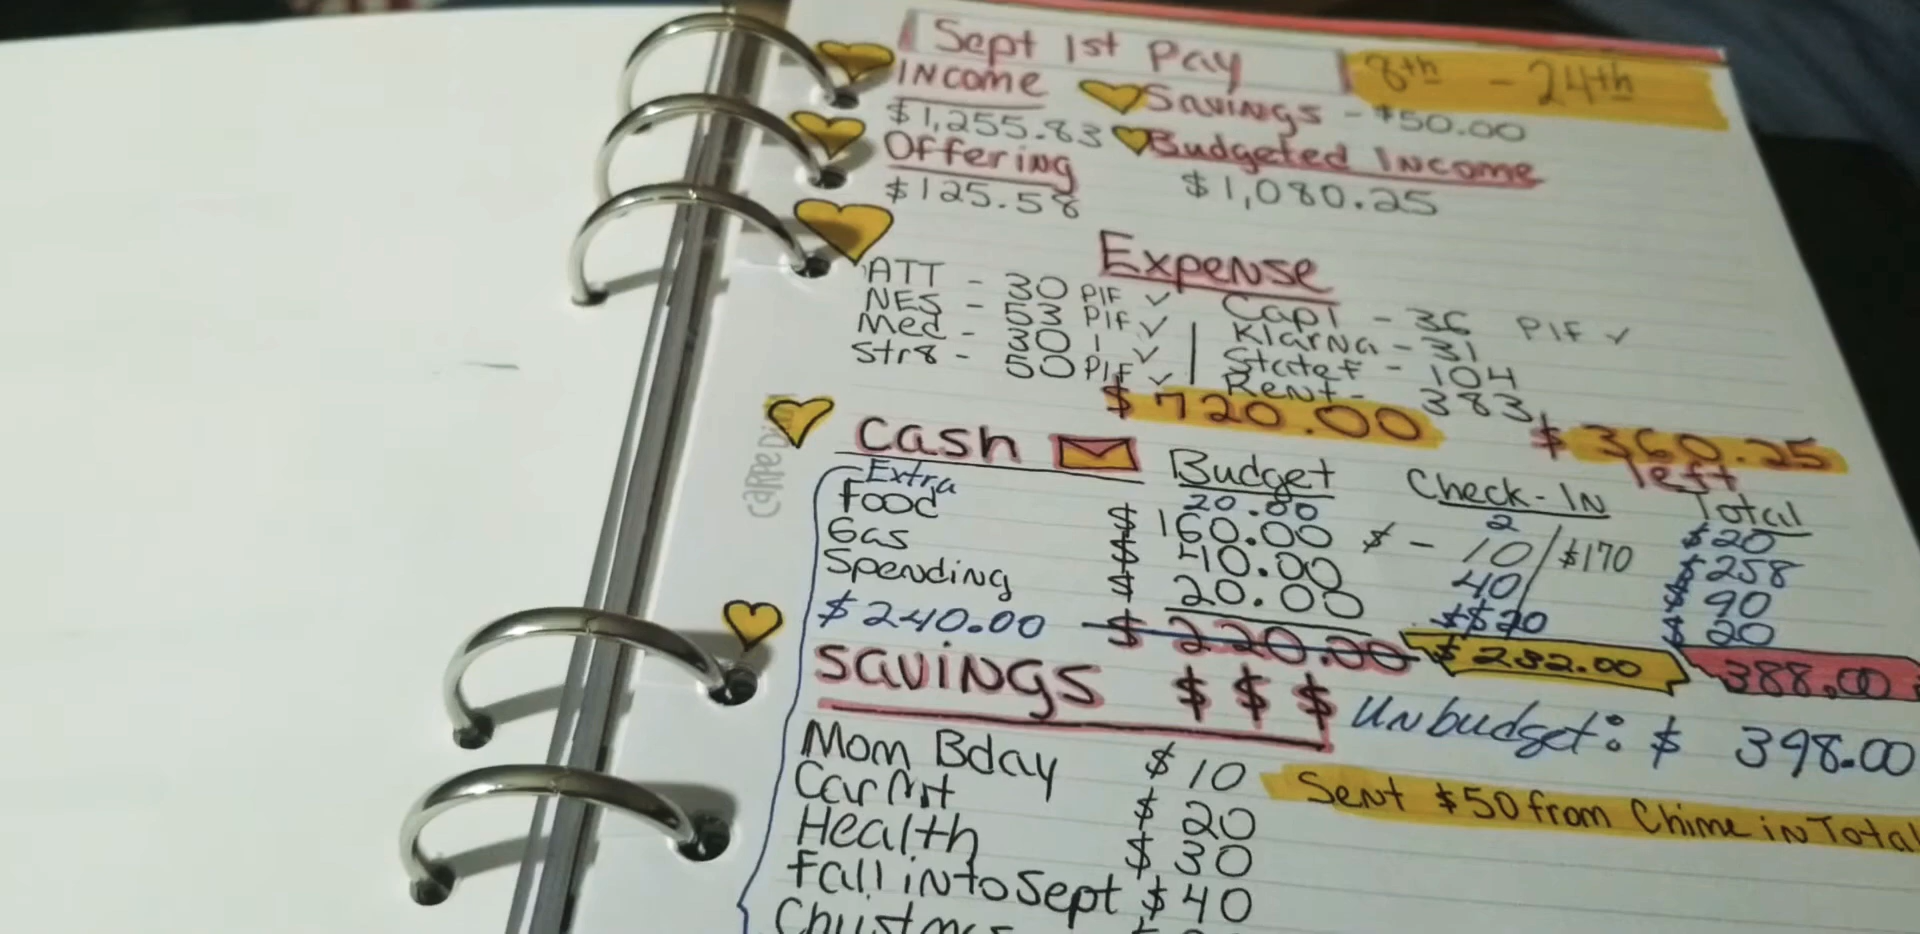 Sept 1st Pay
8th - 24th
INCOME
$1,255.83
Savings - $50.00
Offering
$125.58
Budgeted INCOME
$1,080.25
Expense
ATT - 30 PIF ✓
NES - 53 PIF ✓
Med - 30 1 ✓
Str8 - 50 PIF ✓
Cap1 - 36 PIF ✓
Klarna - 31
Statef - 104
Rent - 383
$720.00
$360.25
left
CARPE
Cash
Budget
Check-IN
Total
Extra 20.00 2 $20
Food $160.00 $ - 10/$170 $258
Gas $40.00 40 $90
Spending $20.00 $$20 $20
$240.00 $220.00 $232.00 388.00
SAVINGS $ $ $
Unbudget: $ 398.00
Mom Bday $10
Sent $50 from Chime in Total
$20
Health $30
Fall into Sept $40